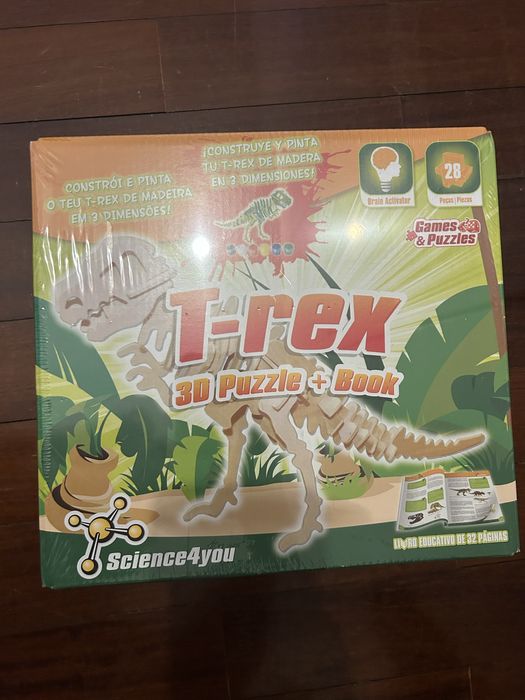 CONSTRÓI E PINTA
O TEU T-REX DE MADEIRA
EM 3 DIMENSÕES!
¡CONSTRUYE Y PINTA
TU T-REX DE MADERA
EN 3 DIMENSIONES!
Brain Activator
28
Peças | Piezas
Games
& Puzzles
T-rex
3D Puzzle + Book
Science4you
LIVRO EDUCATIVO DE 32 PÁGINAS